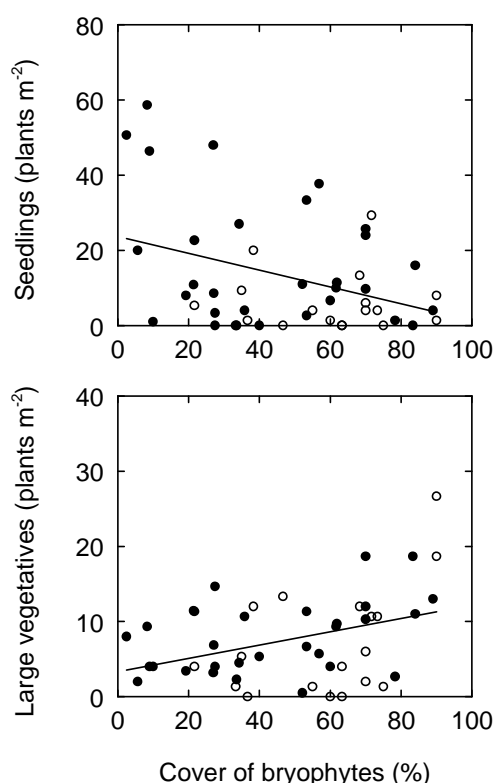 80
60
40
20
0
Seedlings (plants m⁻²)
0 20 40 60 80 100
40
30
20
10
0
Large vegetatives (plants m⁻²)
0 20 40 60 80 100
Cover of bryophytes (%)